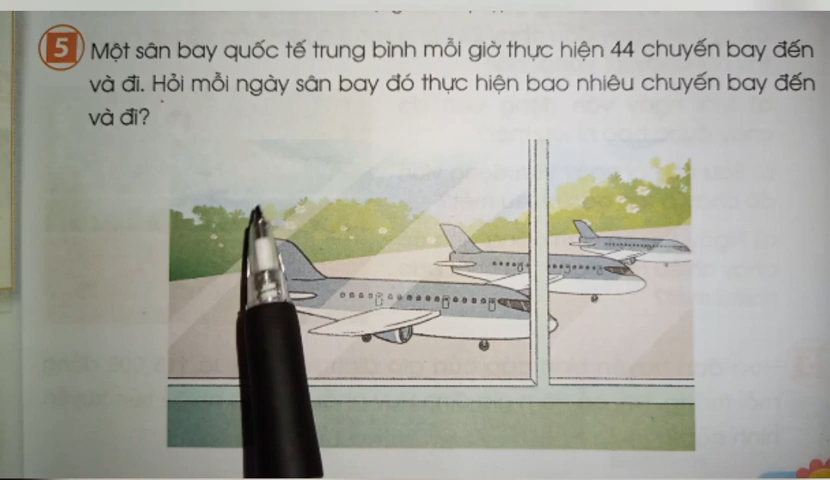 5 Một sân bay quốc tế trung bình mỗi giờ thực hiện 44 chuyến bay đến
và đi. Hỏi mỗi ngày sân bay đó thực hiện bao nhiêu chuyến bay đến
và đi?